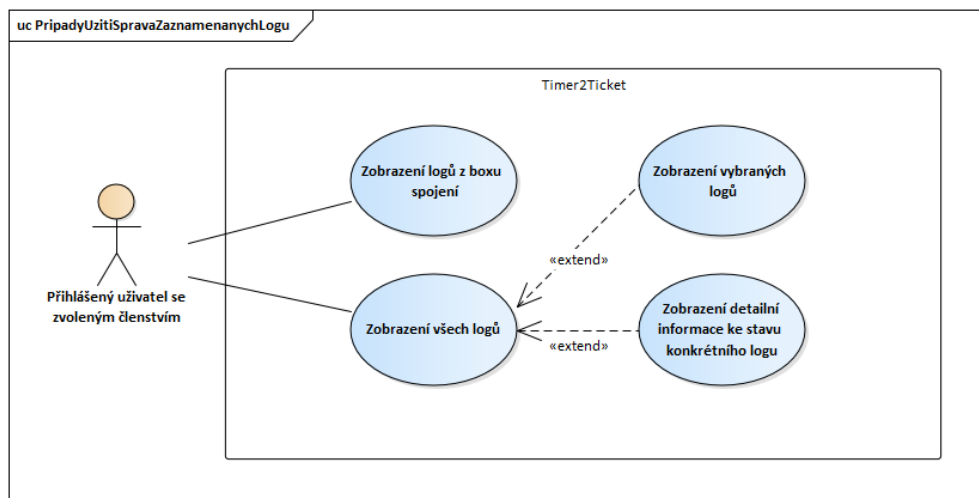 uc PripadyUzitiSpravaZaznamenanychLogu
Timer2Ticket
Zobrazení logů z boxu
spojení
Zobrazení vybraných
logů
«extend»
Přihlášený uživatel se
zvoleným členstvím
Zobrazení všech logů
«extend»
Zobrazení detailní
informace ke stavu
konkrétního logu